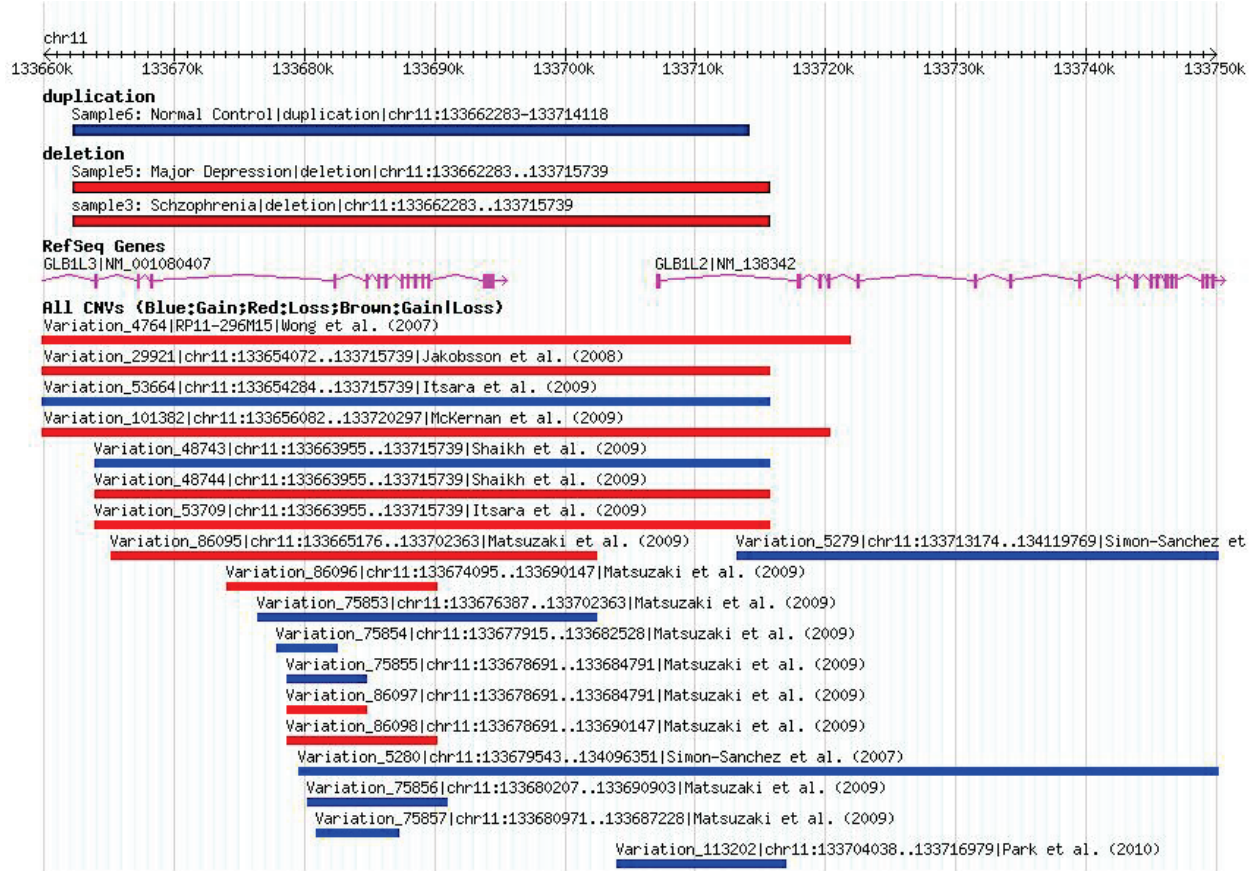 chr11
133660k 133670k 133680k 133690k 133700k 133710k 133720k 133730k 133740k 133750k
duplication
Sample6: Normal Control|duplication|chr11:133662283-133714118
deletion
Sample5: Major Depression|deletion|chr11:133662283..133715739
sample3: Schzophrenia|deletion|chr11:133662283..133715739
RefSeq Genes
GLB1L3|NM_001080407 GLB1L2|NM_138342
All CNVs (Blue:Gain;Red:Loss;Brown:Gain|Loss)
Variation_4764|RP11-296M15|Wong et al. (2007)
Variation_29921|chr11:133654072..133715739|Jakobsson et al. (2008)
Variation_53664|chr11:133654284..133715739|Itsara et al. (2009)
Variation_101382|chr11:133656082..133720297|McKernan et al. (2009)
Variation_48743|chr11:133663955..133715739|Shaikh et al. (2009)
Variation_48744|chr11:133663955..133715739|Shaikh et al. (2009)
Variation_53709|chr11:133663955..133715739|Itsara et al. (2009)
Variation_86095|chr11:133665176..133702363|Matsuzaki et al. (2009) Variation_5279|chr11:133713174..134119769|Simon-Sanchez et
Variation_86096|chr11:133674095..133690147|Matsuzaki et al. (2009)
Variation_75853|chr11:133676387..133702363|Matsuzaki et al. (2009)
Variation_75854|chr11:133677915..133682528|Matsuzaki et al. (2009)
Variation_75855|chr11:133678691..133684791|Matsuzaki et al. (2009)
Variation_86097|chr11:133678691..133684791|Matsuzaki et al. (2009)
Variation_86098|chr11:133678691..133690147|Matsuzaki et al. (2009)
Variation_5280|chr11:133679543..134096351|Simon-Sanchez et al. (2007)
Variation_75856|chr11:133680207..133690903|Matsuzaki et al. (2009)
Variation_75857|chr11:133680971..133687228|Matsuzaki et al. (2009)
Variation_113202|chr11:133704038..133716979|Park et al. (2010)